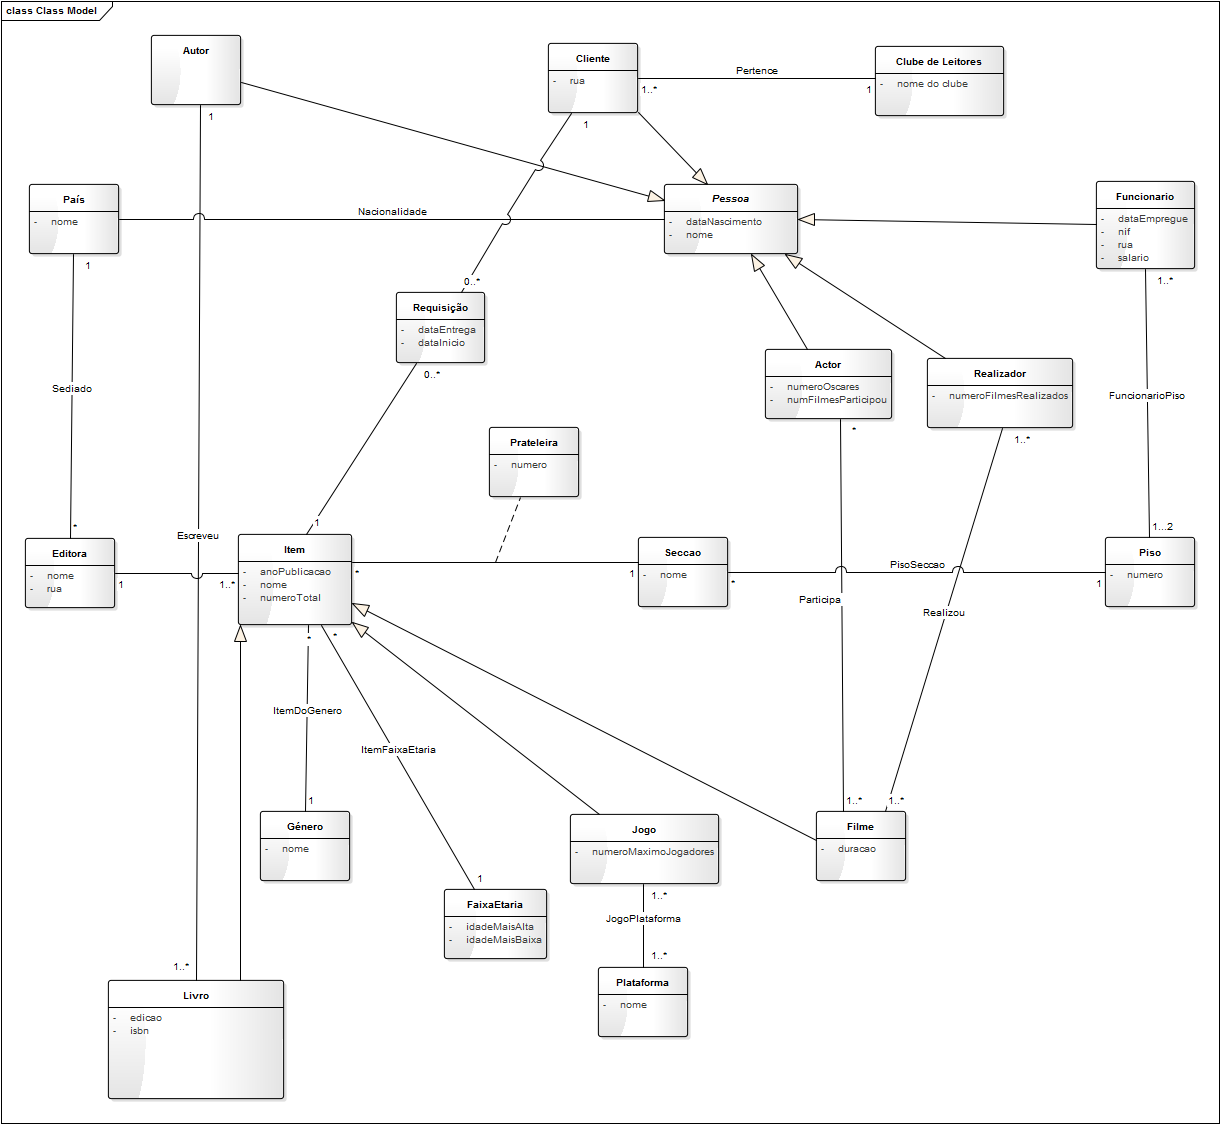 class Class Model
Autor
Cliente
- rua
Clube de Leitores
- nome do clube
Pertence
1..*
1
1
1
País
- nome
Pessoa
- dataNascimento
- nome
Funcionario
- dataEmpregue
- nif
- rua
- salario
Nacionalidade
1
0..*
1..*
Requisição
- dataEntrega
- dataInicio
0..*
Actor
- numeroOscares
- numFilmesParticipou
Realizador
- numeroFilmesRealizados
Sediado
FuncionarioPiso
*
1..*
Prateleira
- numero
*
1
1...2
Escreveu
Editora
- nome
- rua
Item
- anoPublicacao
- nome
- numeroTotal
Seccao
- nome
Piso
- numero
PisoSeccao
1
1..*
*
1
*
1
Participa
Realizou
*
*
ItemDoGenero
ItemFaixaEtaria
1
1..*
1..*
Género
- nome
Jogo
- numeroMaximoJogadores
Filme
- duracao
1
1..*
FaixaEtaria
- idadeMaisAlta
- idadeMaisBaixa
JogoPlataforma
1..*
1..*
Livro
- edicao
- isbn
Plataforma
- nome